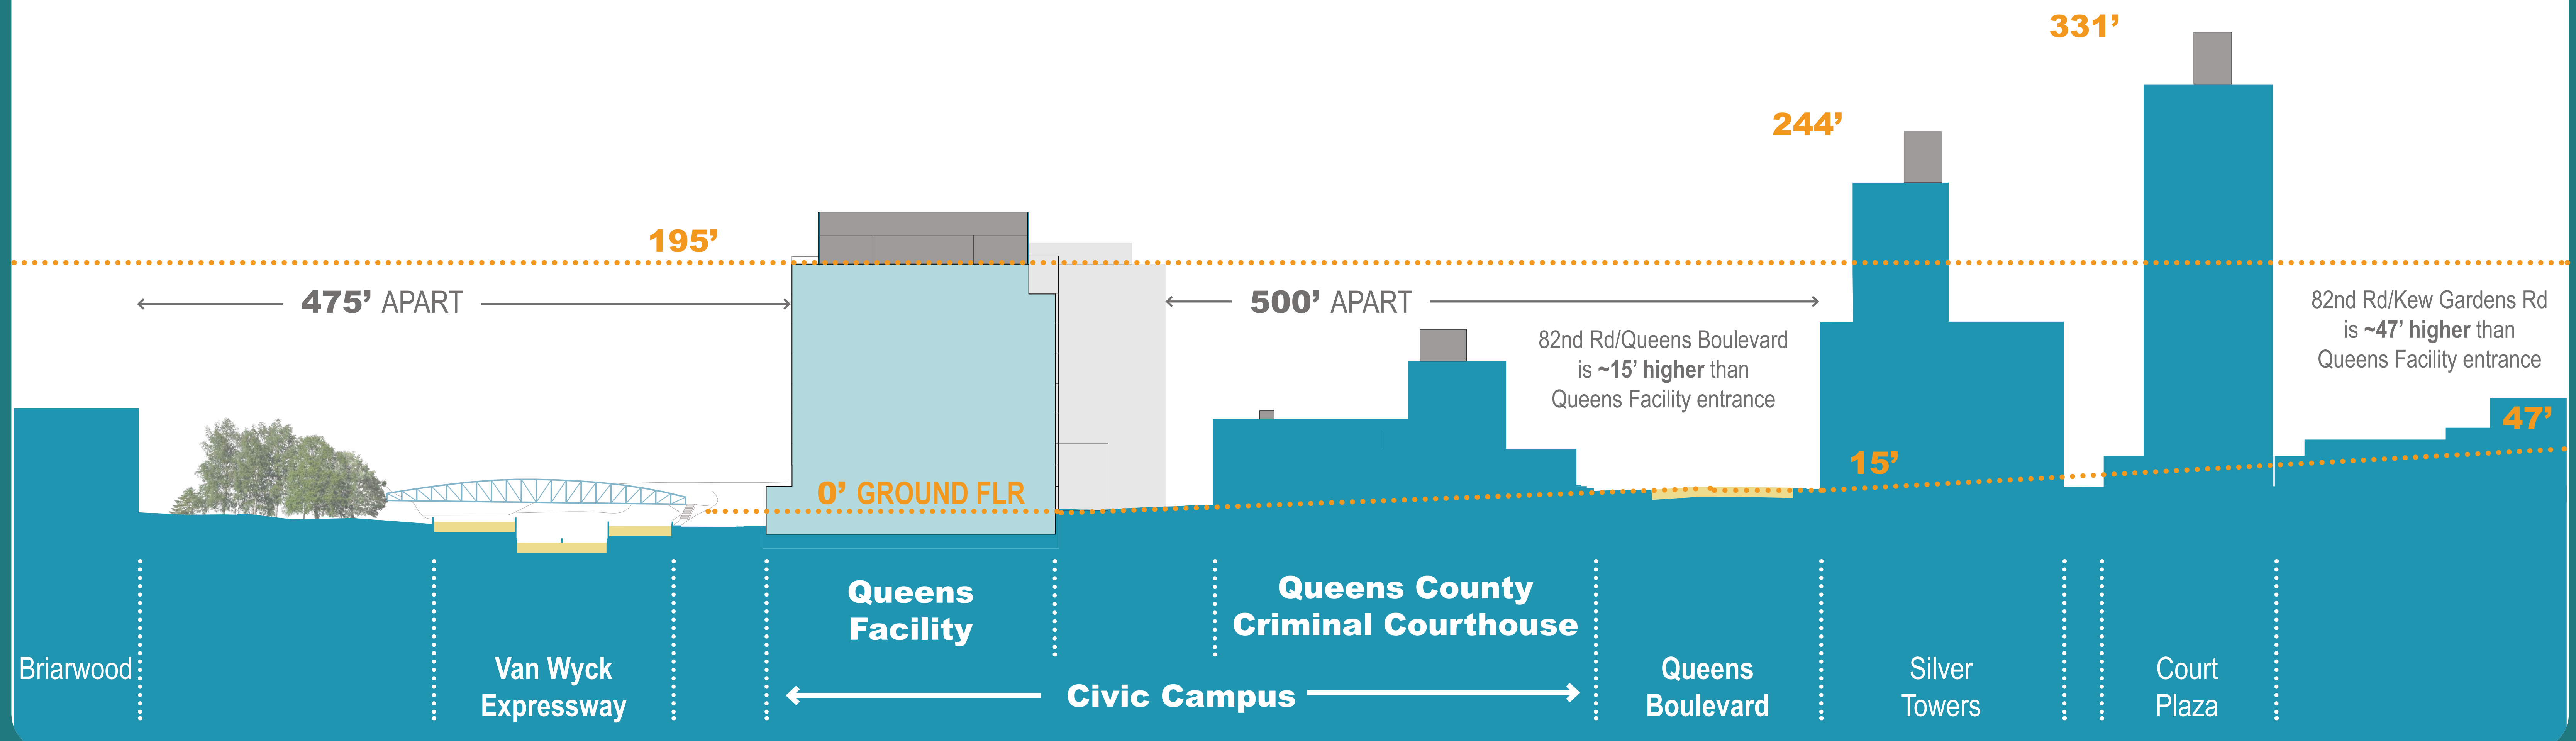 331’
244’
195’
475’ APART
500’ APART
82nd Rd/Queens Boulevard
is ~15’ higher than
Queens Facility entrance
82nd Rd/Kew Gardens Rd
is ~47’ higher than
Queens Facility entrance
47’
15’
0’ GROUND FLR
Queens
Facility
Queens County
Criminal Courthouse
Briarwood
Van Wyck
Expressway
Civic Campus
Queens
Boulevard
Silver
Towers
Court
Plaza